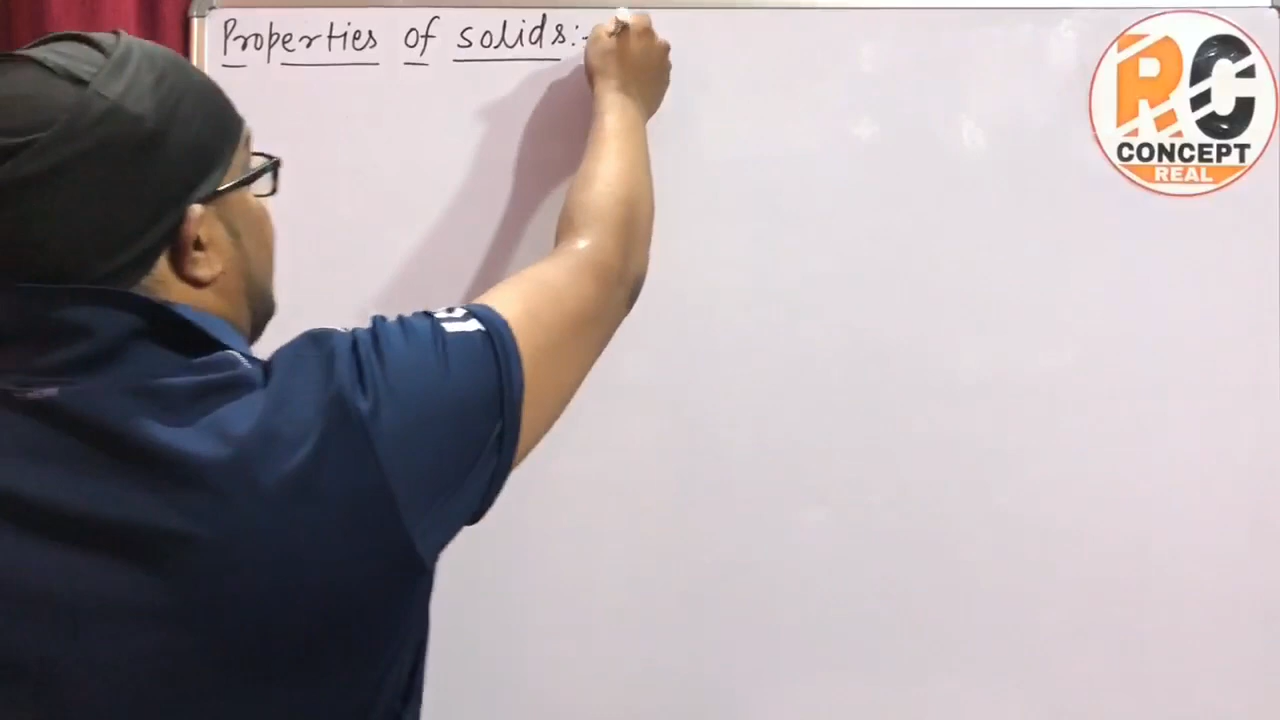 Properties of solids:-
RC
CONCEPT
REAL